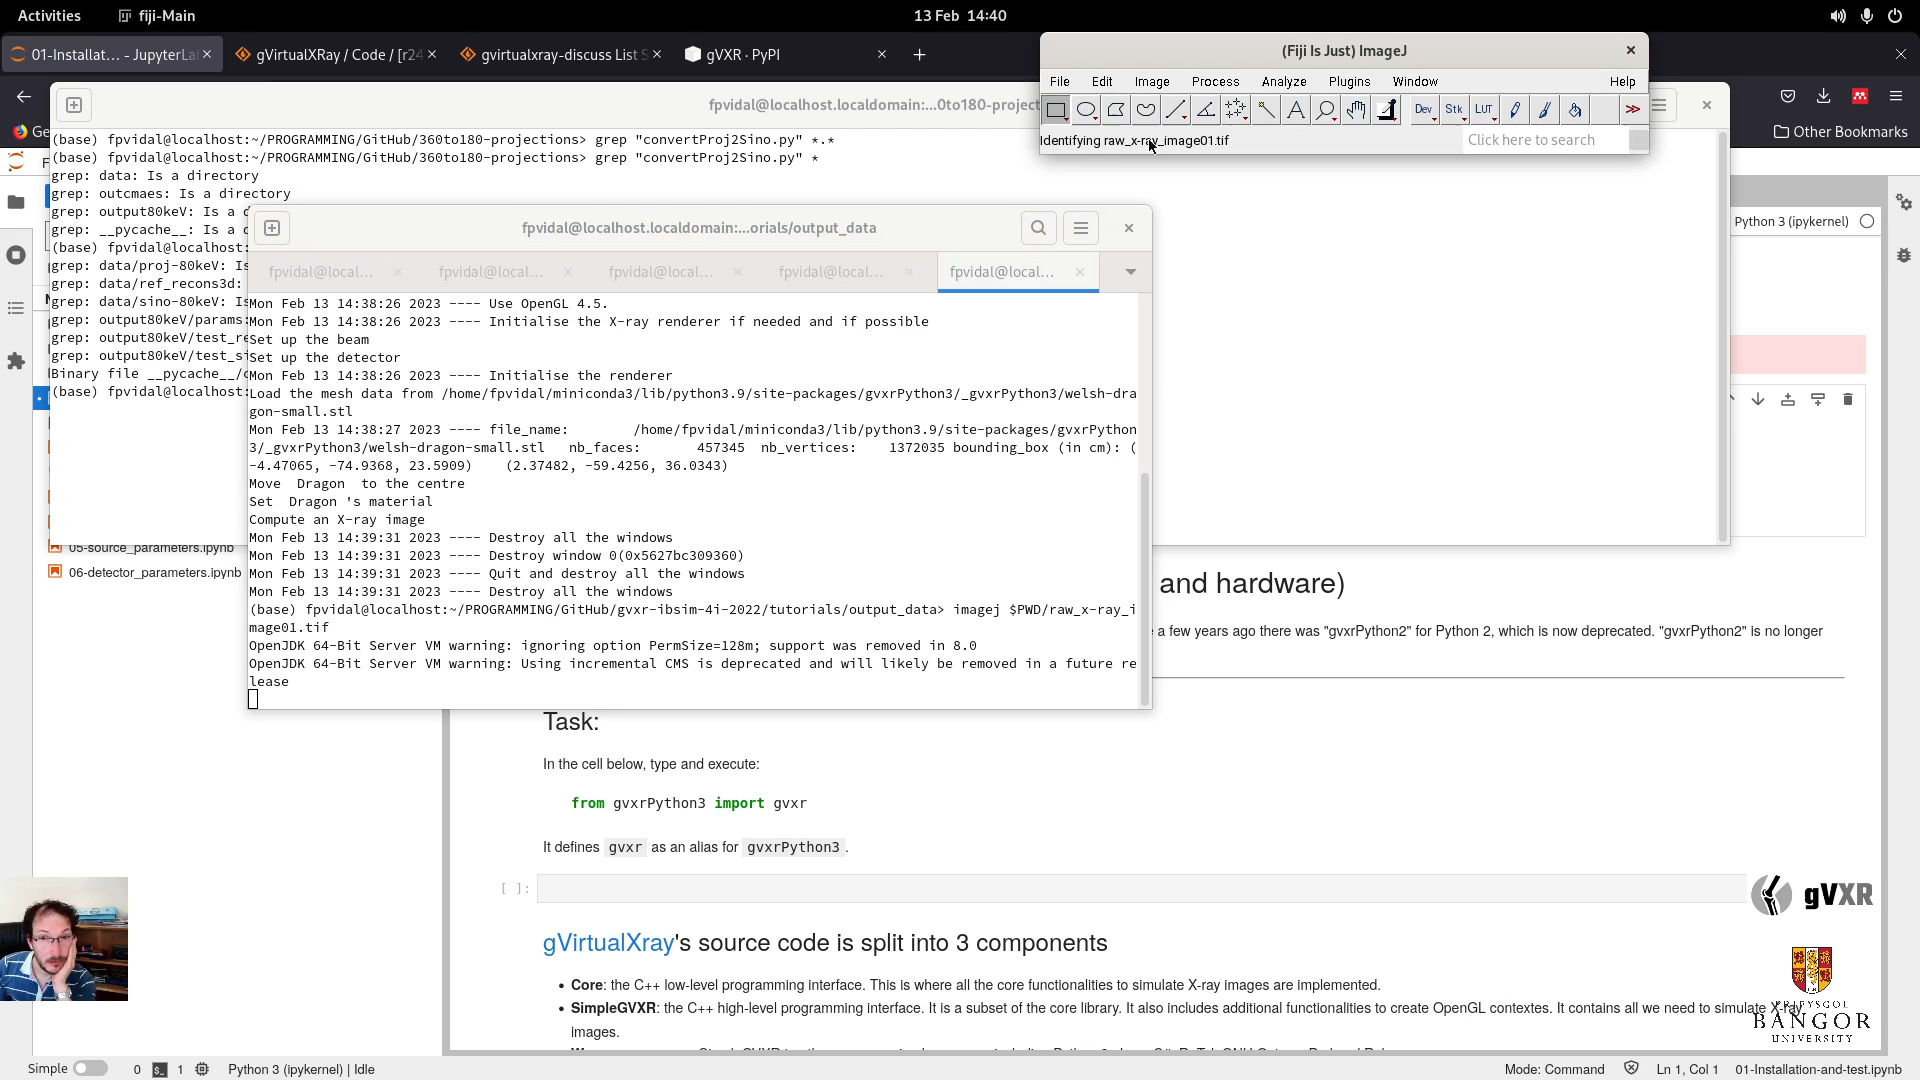 Activities
fiji-Main
13 Feb 14:40
01-Installat... - JupyterLa
gVirtualXRay / Code / [r24
gvirtualxray-discuss List S
gVXR · PyPI
(Fiji Is Just) ImageJ
File Edit Image Process Analyze Plugins Window Help
Dev Stk LUT
Identifying raw_x-ray_image01.tif
Click here to search
Ge
Other Bookmarks
fpvidal@localhost.localdomain:...0to180-project
(base) fpvidal@localhost:~/PROGRAMMING/GitHub/360to180-projections> grep "convertProj2Sino.py" *.*
(base) fpvidal@localhost:~/PROGRAMMING/GitHub/360to180-projections> grep "convertProj2Sino.py" *
grep: data: Is a directory
grep: outcmaes: Is a directory
grep: output80keV: Is a d
grep: __pycache__: Is a d
(base) fpvidal@localhost:
grep: data/proj-80keV: Is
grep: data/ref_recons3d:
grep: data/sino-80keV: Is
grep: output80keV/params:
grep: output80keV/test_re
grep: output80keV/test_si
Binary file __pycache__/c
(base) fpvidal@localhost:
fpvidal@localhost.localdomain:...orials/output_data
fpvidal@local... fpvidal@local... fpvidal@local... fpvidal@local... fpvidal@local...
Mon Feb 13 14:38:26 2023 ---- Use OpenGL 4.5.
Mon Feb 13 14:38:26 2023 ---- Initialise the X-ray renderer if needed and if possible
Set up the beam
Set up the detector
Mon Feb 13 14:38:26 2023 ---- Initialise the renderer
Load the mesh data from /home/fpvidal/miniconda3/lib/python3.9/site-packages/gvxrPython3/_gvxrPython3/welsh-dra
gon-small.stl
Mon Feb 13 14:38:27 2023 ---- file_name: /home/fpvidal/miniconda3/lib/python3.9/site-packages/gvxrPython
3/_gvxrPython3/welsh-dragon-small.stl nb_faces: 457345 nb_vertices: 1372035 bounding_box (in cm): (
-4.47065, -74.9368, 23.5909) (2.37482, -59.4256, 36.0343)
Move Dragon to the centre
Set Dragon 's material
Compute an X-ray image
Mon Feb 13 14:39:31 2023 ---- Destroy all the windows
Mon Feb 13 14:39:31 2023 ---- Destroy window 0(0x5627bc309360)
Mon Feb 13 14:39:31 2023 ---- Quit and destroy all the windows
Mon Feb 13 14:39:31 2023 ---- Destroy all the windows
(base) fpvidal@localhost:~/PROGRAMMING/GitHub/gvxr-ibsim-4i-2022/tutorials/output_data> imagej $PWD/raw_x-ray_i
mage01.tif
OpenJDK 64-Bit Server VM warning: ignoring option PermSize=128m; support was removed in 8.0
OpenJDK 64-Bit Server VM warning: Using incremental CMS is deprecated and will likely be removed in a future re
lease
05-source_parameters.ipynb
06-detector_parameters.ipynb
Python 3 (ipykernel)
and hardware)
a few years ago there was "gvxrPython2" for Python 2, which is now deprecated. "gvxrPython2" is no longer
Task:
In the cell below, type and execute:
from gvxrPython3 import gvxr
It defines gvxr as an alias for gvxrPython3 .
[ ]:
gVXR
gVirtualXray's source code is split into 3 components
• Core: the C++ low-level programming interface. This is where all the core functionalities to simulate X-ray images are implemented.
• SimpleGVXR: the C++ high-level programming interface. It is a subset of the core library. It also includes additional functionalities to create OpenGL contextes. It contains all we need to simulate X-ray
images.
PRIFYSGOL
BANGOR
UNIVERSITY
Simple 0 1 Python 3 (ipykernel) | Idle
Mode: Command Ln 1, Col 1 01-Installation-and-test.ipynb